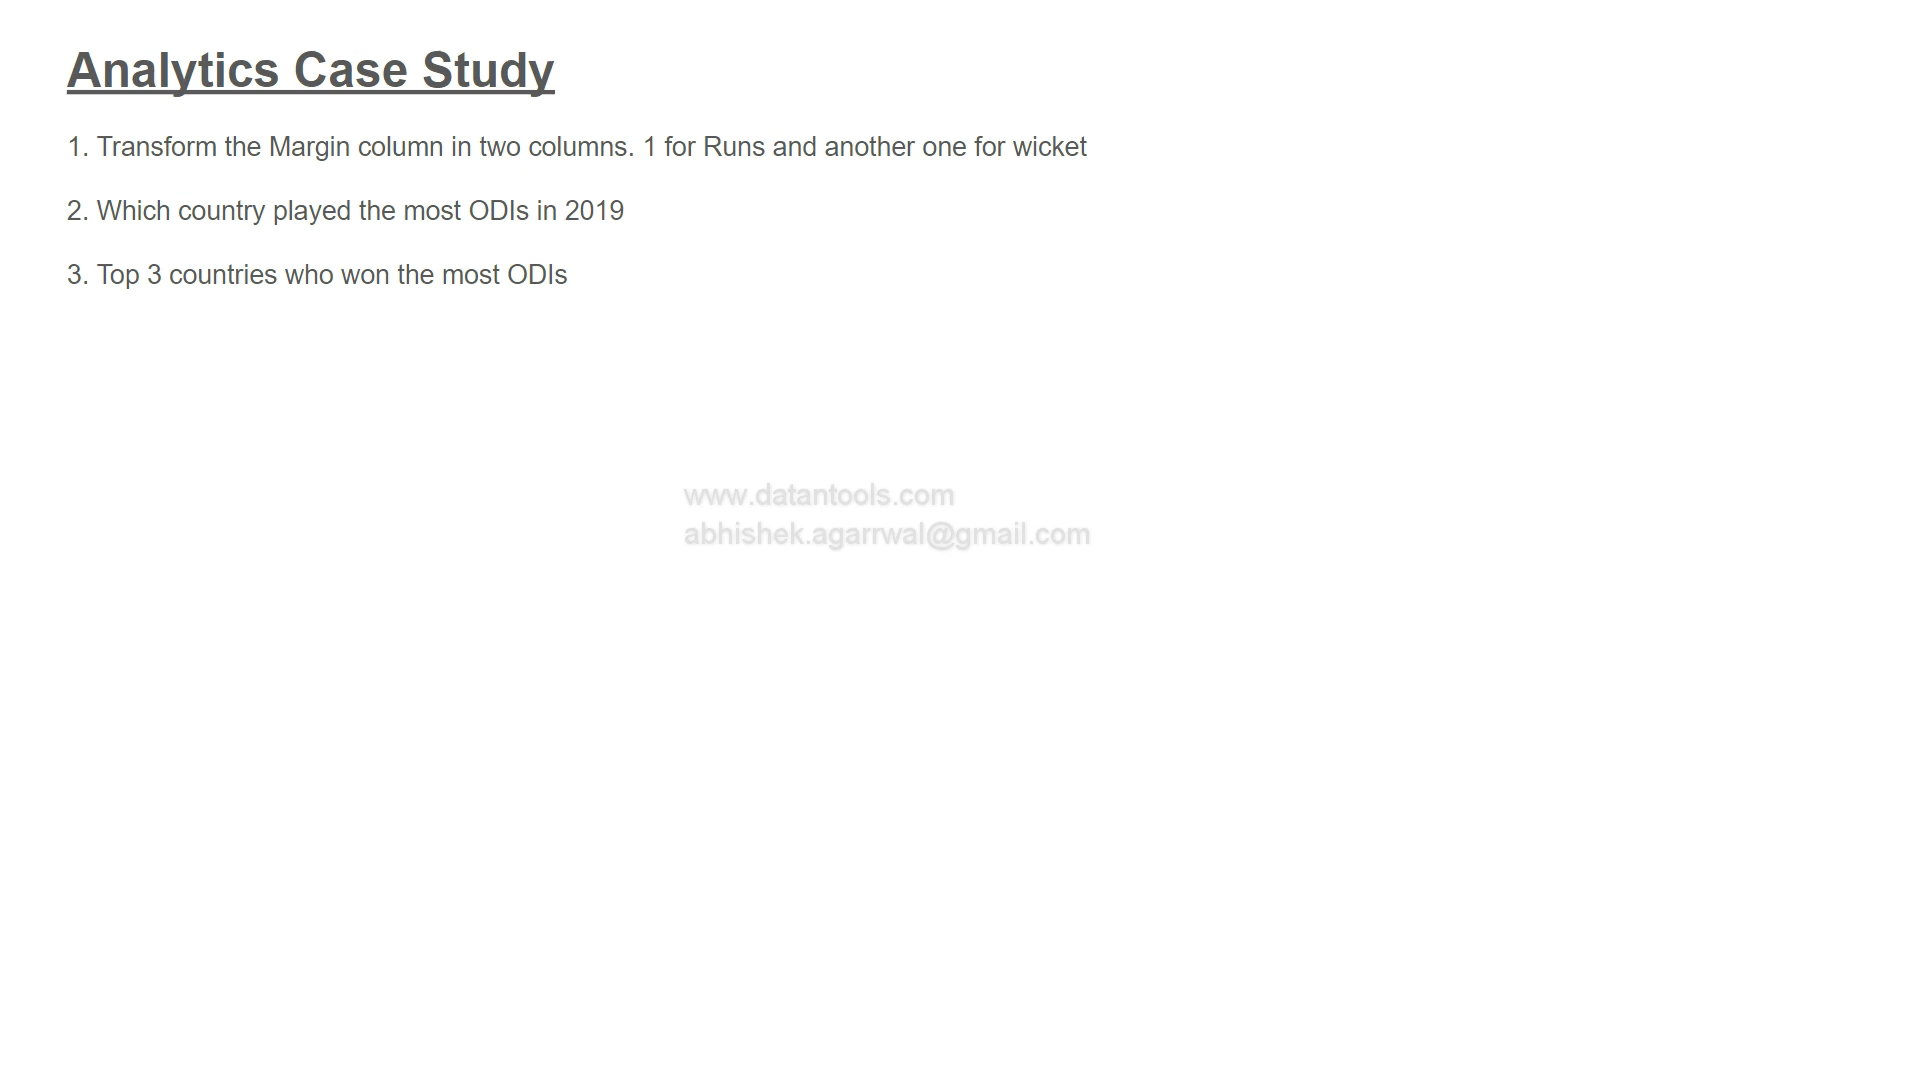 Analytics Case Study
1. Transform the Margin column in two columns. 1 for Runs and another one for wicket
2. Which country played the most ODIs in 2019
3. Top 3 countries who won the most ODIs
www.datantools.com
abhishek.agarrwal@gmail.com